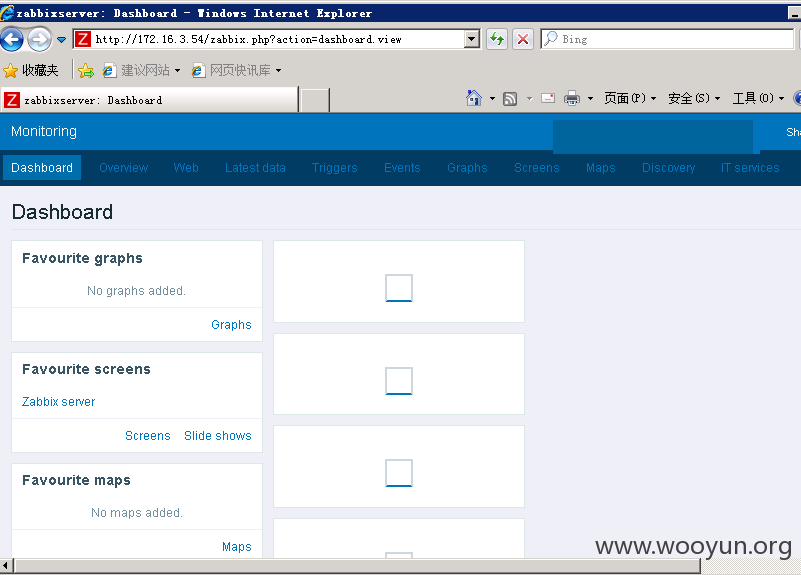 zabbixserver: Dashboard - Windows Internet Explorer
http://172.16.3.54/zabbix.php?action=dashboard.view
Bing
收藏夹
建议网站
网页快讯库
zabbixserver: Dashboard
页面(P)
安全(S)
工具(O)
Monitoring
Sha
Dashboard Overview Web Latest data Triggers Events Graphs Screens Maps Discovery IT services
Dashboard
Favourite graphs
No graphs added.
Graphs
Favourite screens
Zabbix server
Screens Slide shows
Favourite maps
No maps added.
Maps
www.wooyun.org